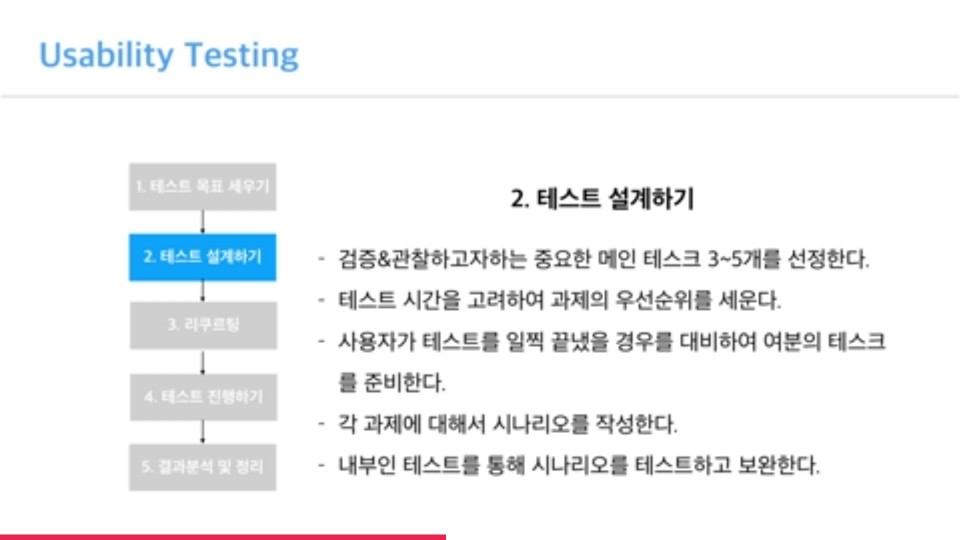 Usability Testing
1. 테스트 목표 세우기
2. 테스트 설계하기
3. 리쿠르팅
4. 테스트 진행하기
5. 결과분석 및 정리
2. 테스트 설계하기
- 검증&관찰하고자하는 중요한 메인 테스크 3~5개를 선정한다.
- 테스트 시간을 고려하여 과제의 우선순위를 세운다.
- 사용자가 테스트를 일찍 끝냈을 경우를 대비하여 여분의 테스크
를 준비한다.
- 각 과제에 대해서 시나리오를 작성한다.
- 내부인 테스트를 통해 시나리오를 테스트하고 보완한다.